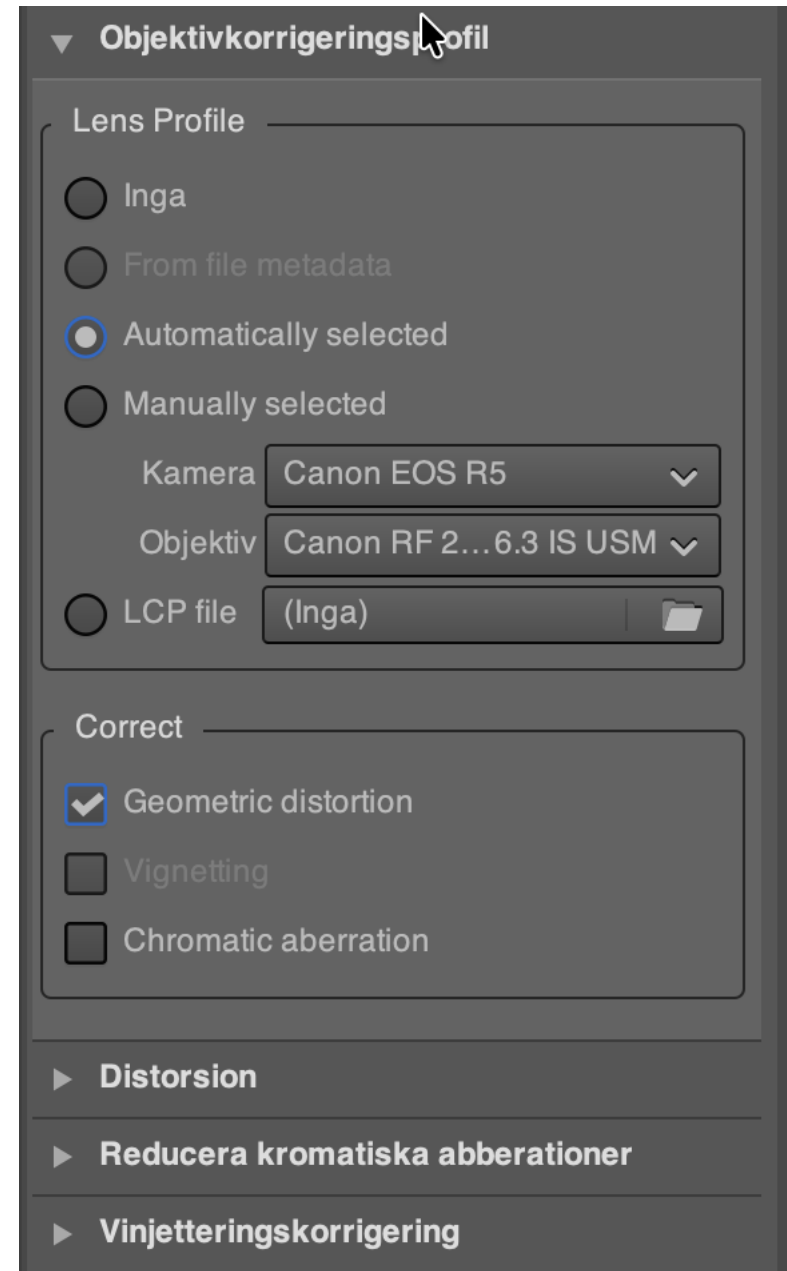 Objektivkorrigeringsprofil
Lens Profile
Inga
From file metadata
Automatically selected
Manually selected
Kamera Canon EOS R5
Objektiv Canon RF 2...6.3 IS USM
LCP file (Inga)
Correct
Geometric distortion
Vignetting
Chromatic aberration
Distorsion
Reducera kromatiska abberationer
Vinjetteringskorrigering